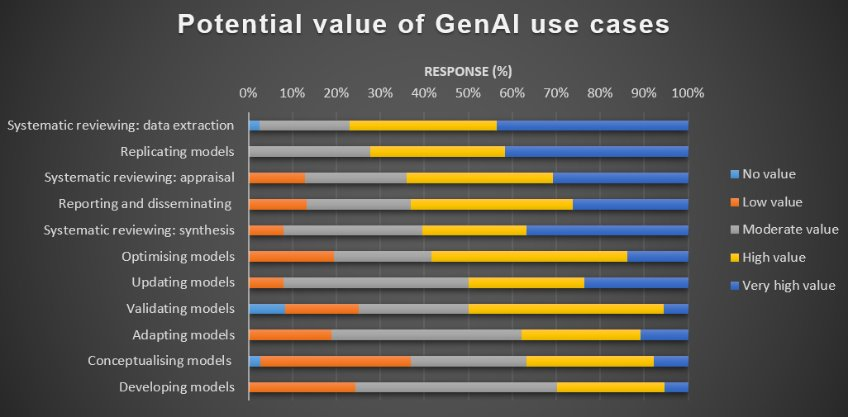 Potential value of GenAI use cases
RESPONSE (%)
0% 10% 20% 30% 40% 50% 60% 70% 80% 90% 100%
Systematic reviewing: data extraction
Replicating models
Systematic reviewing: appraisal
Reporting and disseminating
Systematic reviewing: synthesis
Optimising models
Updating models
Validating models
Adapting models
Conceptualising models
Developing models
No value
Low value
Moderate value
High value
Very high value